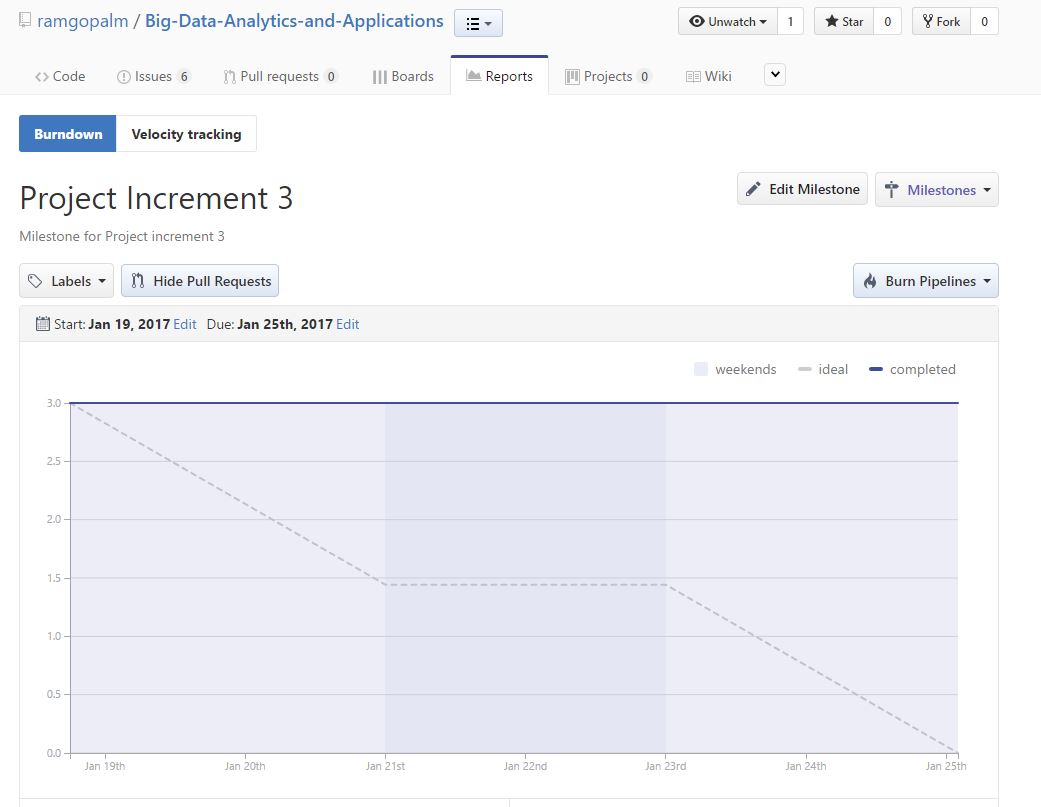 ramgopalm / Big-Data-Analytics-and-Applications
Unwatch 1 Star 0 Fork 0
Code Issues 6 Pull requests 0 Boards Reports Projects 0 Wiki
Burndown Velocity tracking
Project Increment 3
Edit Milestone Milestones
Milestone for Project increment 3
Labels Hide Pull Requests Burn Pipelines
Start: Jan 19, 2017 Edit Due: Jan 25th, 2017 Edit
weekends ideal completed
3.0
2.5
2.0
1.5
1.0
0.5
0.0
Jan 19th Jan 20th Jan 21st Jan 22nd Jan 23rd Jan 24th Jan 25th